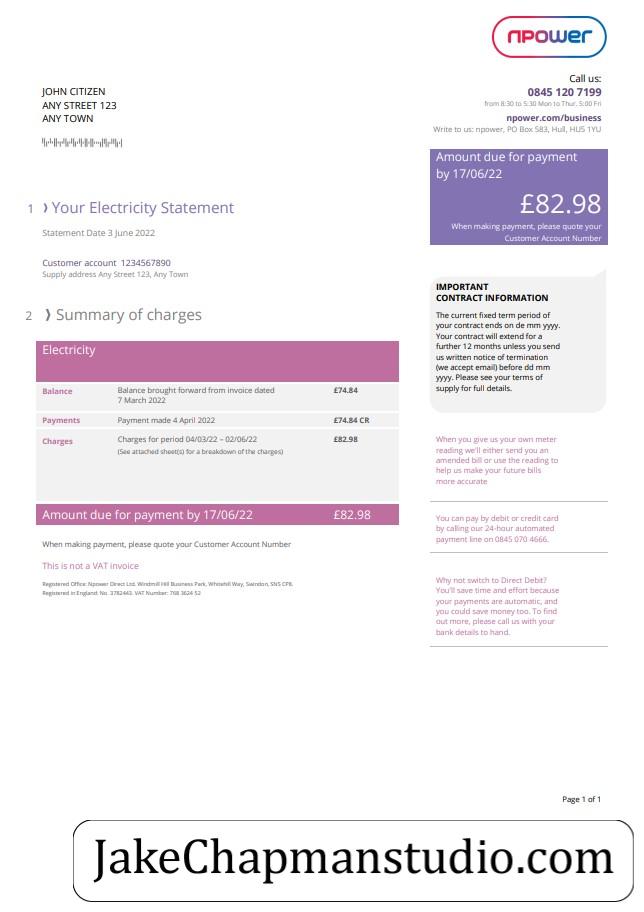 npower
JOHN CITIZEN
ANY STREET 123
ANY TOWN
Call us:
0845 120 7199
from 8:30 to 5:30 Mon to Thur. 5:00 Fri
npower.com/business
Write to us: npower, PO Box 583, Hull, HU5 1YU
Amount due for payment
by 17/06/22
£82.98
When making payment, please quote your
Customer Account Number
1 ❫ Your Electricity Statement
Statement Date 3 June 2022
Customer account 1234567890
Supply address Any Street 123, Any Town
2 ❫ Summary of charges
Electricity
Balance Balance brought forward from invoice dated £74.84
7 March 2022
Payments Payment made 4 April 2022 £74.84 CR
Charges Charges for period 04/03/22 – 02/06/22 £82.98
(See attached sheet(s) for a breakdown of the charges)
Amount due for payment by 17/06/22 £82.98
When making payment, please quote your Customer Account Number
This is not a VAT invoice
Registered Office: Npower Direct Ltd. Windmill Hill Business Park, Whitehill Way, Swindon, SN5 CP8.
Registered in England: No. 3782443. VAT Number: 768 3624 52
IMPORTANT
CONTRACT INFORMATION
The current fixed term period of
your contract ends on de mm yyyy.
Your contract will extend for a
further 12 months unless you send
us written notice of termination
(we accept email) before dd mm
yyyy. Please see your terms of
supply for full details.
When you give us your own meter
reading we'll either send you an
amended bill or use the reading to
help us make your future bills
more accurate
You can pay by debit or credit card
by calling our 24-hour automated
payment line on 0845 070 4666.
Why not switch to Direct Debit?
You'll save time and effort because
your payments are automatic, and
you could save money too. To find
out more, please call us with your
bank details to hand.
Page 1 of 1
JakeChapmanstudio.com